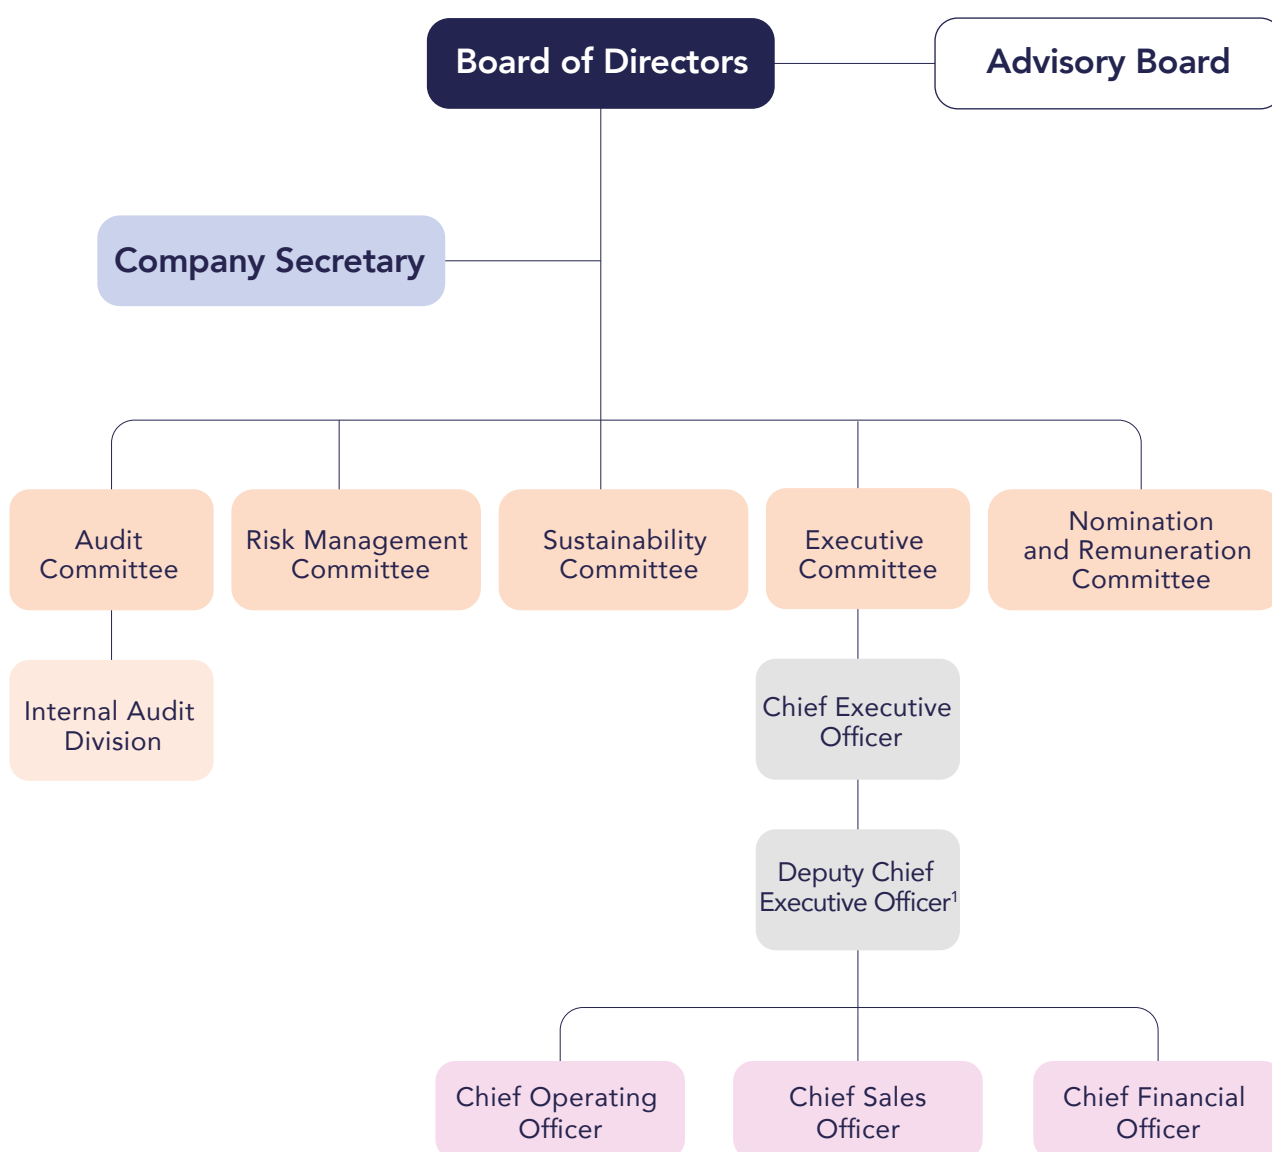 Board of Directors
Advisory Board
Company Secretary
Audit
Committee
Risk Management
Committee
Sustainability
Committee
Executive
Committee
Nomination
and Remuneration
Committee
Internal Audit
Division
Chief Executive
Officer
Deputy Chief
Executive Officer¹
Chief Operating
Officer
Chief Sales
Officer
Chief Financial
Officer